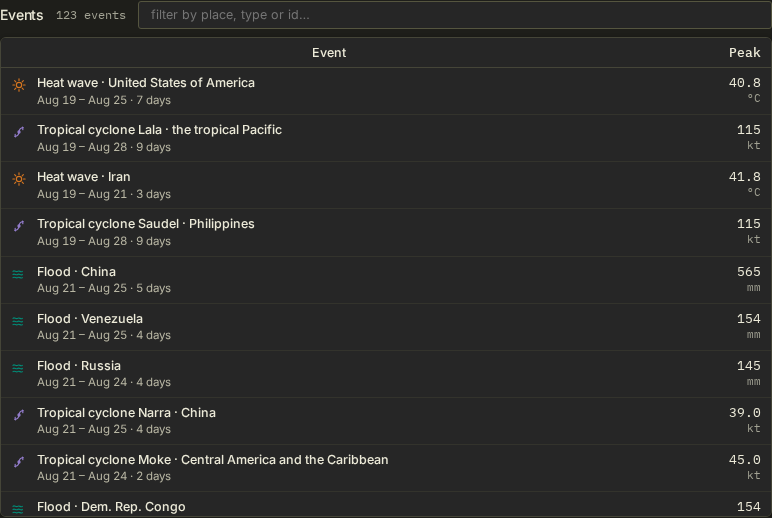 Events 123 events filter by place, type or id...
Event Peak
Heat wave · United States of America 40.8
Aug 19 – Aug 25 · 7 days °C
Tropical cyclone Lala · the tropical Pacific 115
Aug 19 – Aug 28 · 9 days kt
Heat wave · Iran 41.8
Aug 19 – Aug 21 · 3 days °C
Tropical cyclone Saudel · Philippines 115
Aug 19 – Aug 28 · 9 days kt
Flood · China 565
Aug 21 – Aug 25 · 5 days mm
Flood · Venezuela 154
Aug 21 – Aug 25 · 4 days mm
Flood · Russia 145
Aug 21 – Aug 24 · 4 days mm
Tropical cyclone Narra · China 39.0
Aug 21 – Aug 25 · 4 days kt
Tropical cyclone Moke · Central America and the Caribbean 45.0
Aug 21 – Aug 24 · 2 days kt
Flood · Dem. Rep. Congo 154